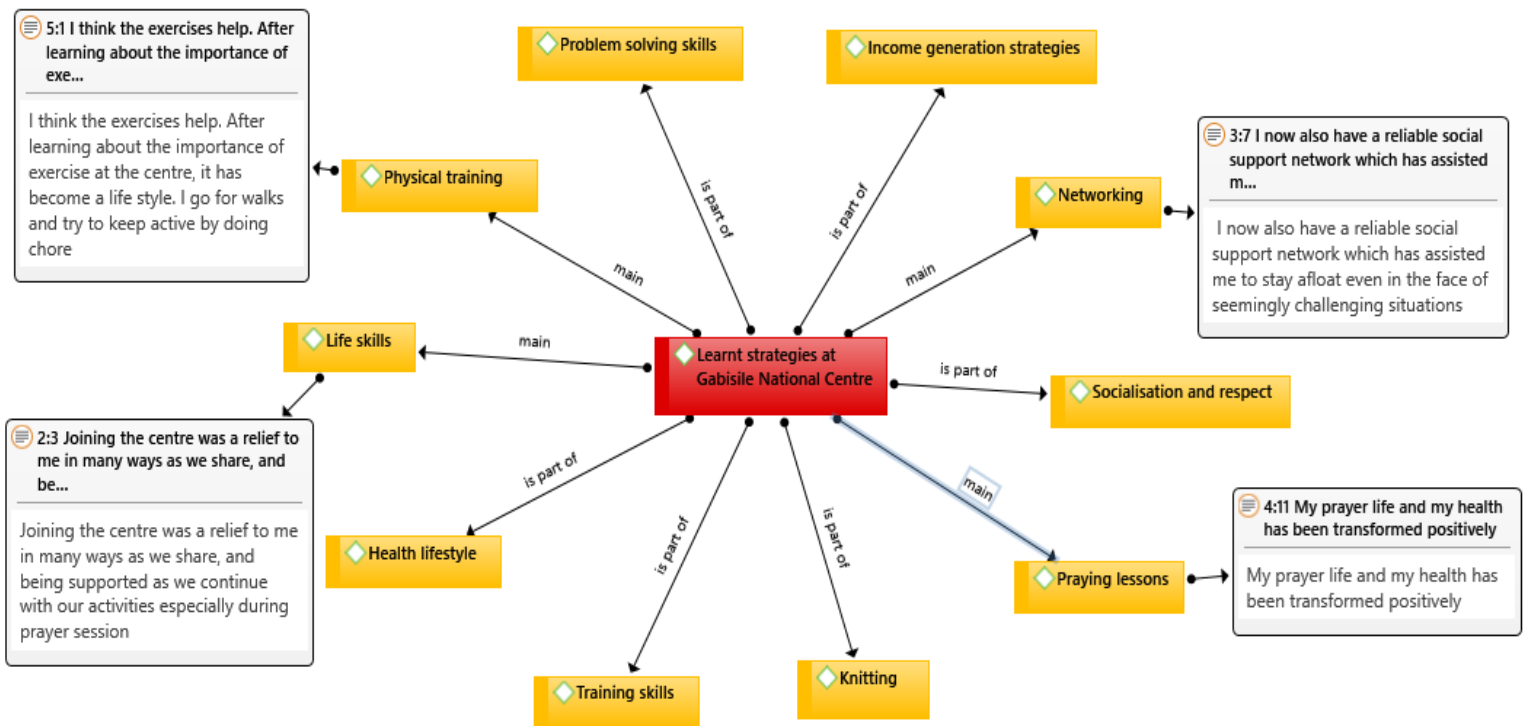 5:1 I think the exercises help. After
learning about the importance of
exe...
I think the exercises help. After
learning about the importance of
exercise at the centre, it has
become a life style. I go for walks
and try to keep active by doing
chore
Problem solving skills
Income generation strategies
Physical training
Networking
3:7 I now also have a reliable social
support network which has assisted
m...
I now also have a reliable social
support network which has assisted
me to stay afloat even in the face of
seemingly challenging situations
is part of
is part of
main
main
Life skills
main
Learnt strategies at
Gabisile National Centre
is part of
Socialisation and respect
2:3 Joining the centre was a relief to
me in many ways as we share, and
be...
Joining the centre was a relief to me
in many ways as we share, and
being supported as we continue
with our activities especially during
prayer session
is part of
Health lifestyle
is part of
is part of
main
Praying lessons
4:11 My prayer life and my health
has been transformed positively
My prayer life and my health has
been transformed positively
Training skills
Knitting